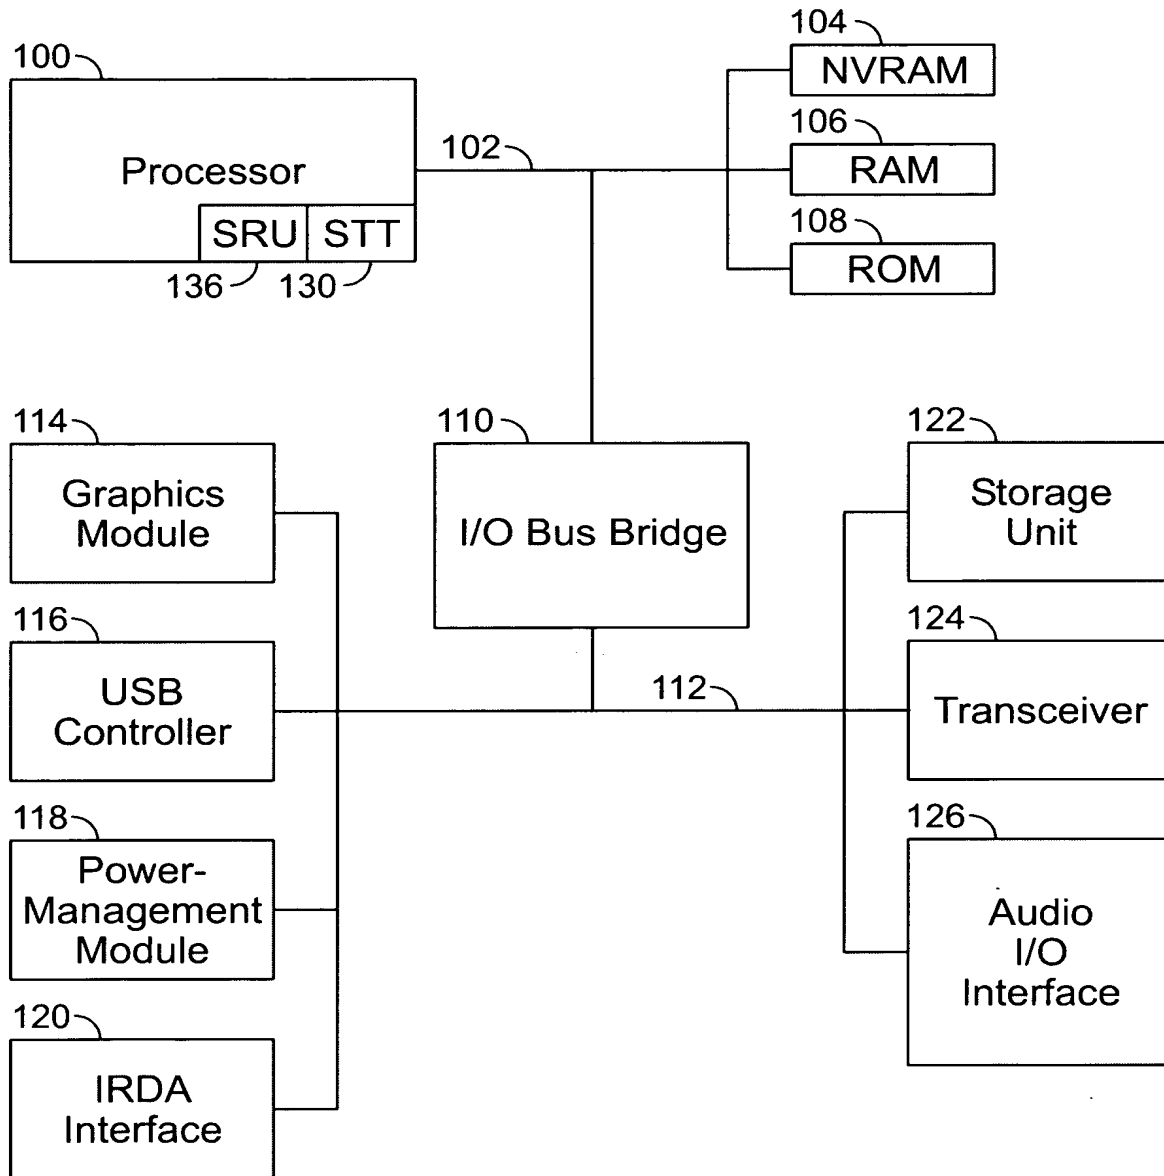 100
Processor
SRU STT
136 130
102
104
NVRAM
106
RAM
108
ROM
110
I/O Bus Bridge
112
114
Graphics
Module
116
USB
Controller
118
Power-
Management
Module
120
IRDA
Interface
122
Storage
Unit
124
Transceiver
126
Audio
I/O
Interface